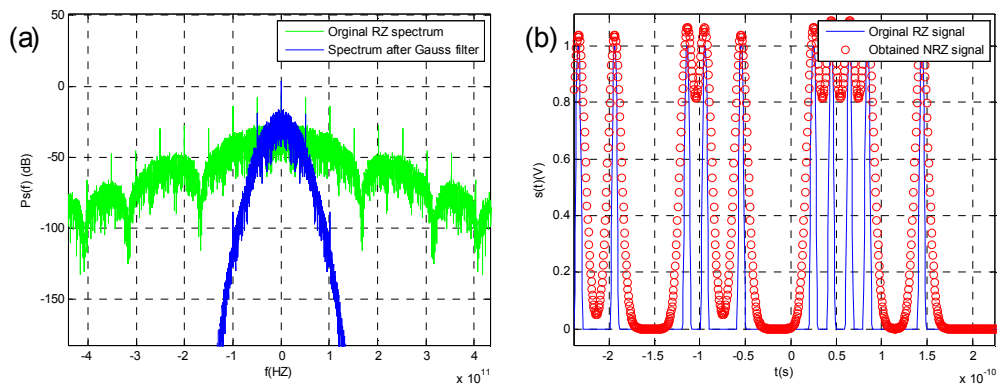 (a)
50
0
-50
-100
-150
Ps(f) (dB)
Orginal RZ spectrum
Spectrum after Gauss filter
-4
-3
-2
-1
0
1
2
3
4
f(HZ)
x 10^11
(b)
1
0.8
0.6
0.4
0.2
0
s(t)(V)
Orginal RZ signal
Obtained NRZ signal
-2
-1.5
-1
-0.5
0
0.5
1
1.5
2
t(s)
x 10^-10